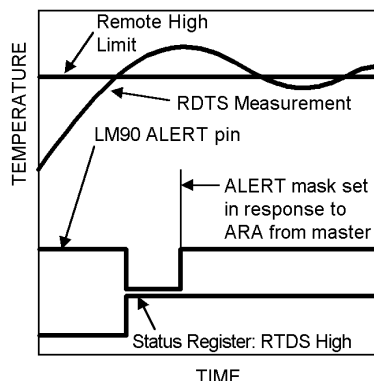 Remote High
Limit
RDTS Measurement
LM90 ALERT pin
ALERT mask set
in response to
ARA from master
Status Register: RTDS High
TIME
TEMPERATURE